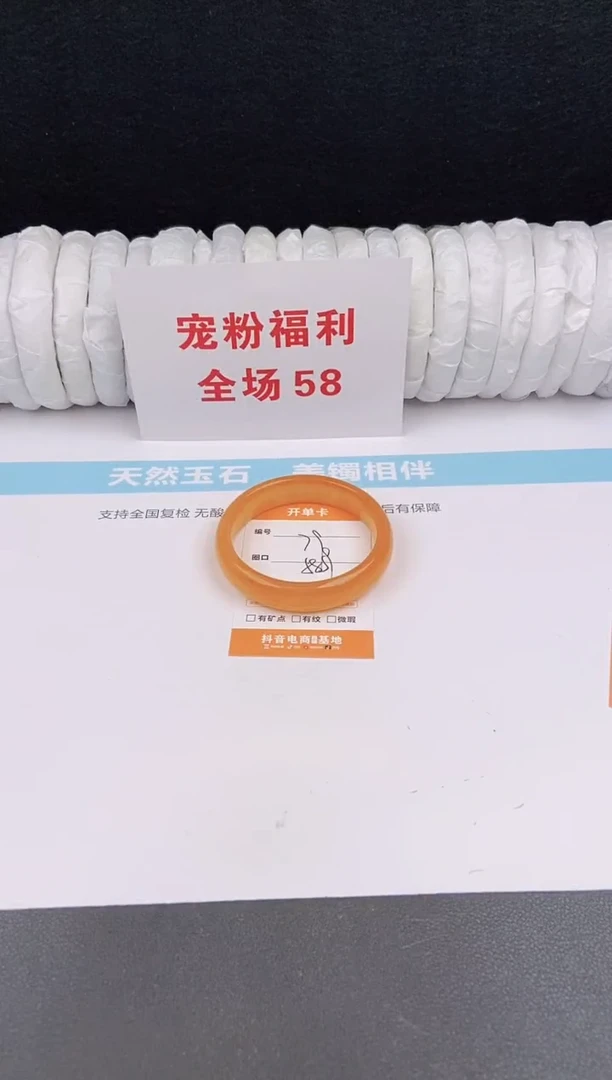 宠粉福利
全场58
天然玉石 美镯相伴
支持全国复检 无酸
后有保障
开单卡
编号
圈口
有矿点 有纹 微瑕
抖音电商 基地